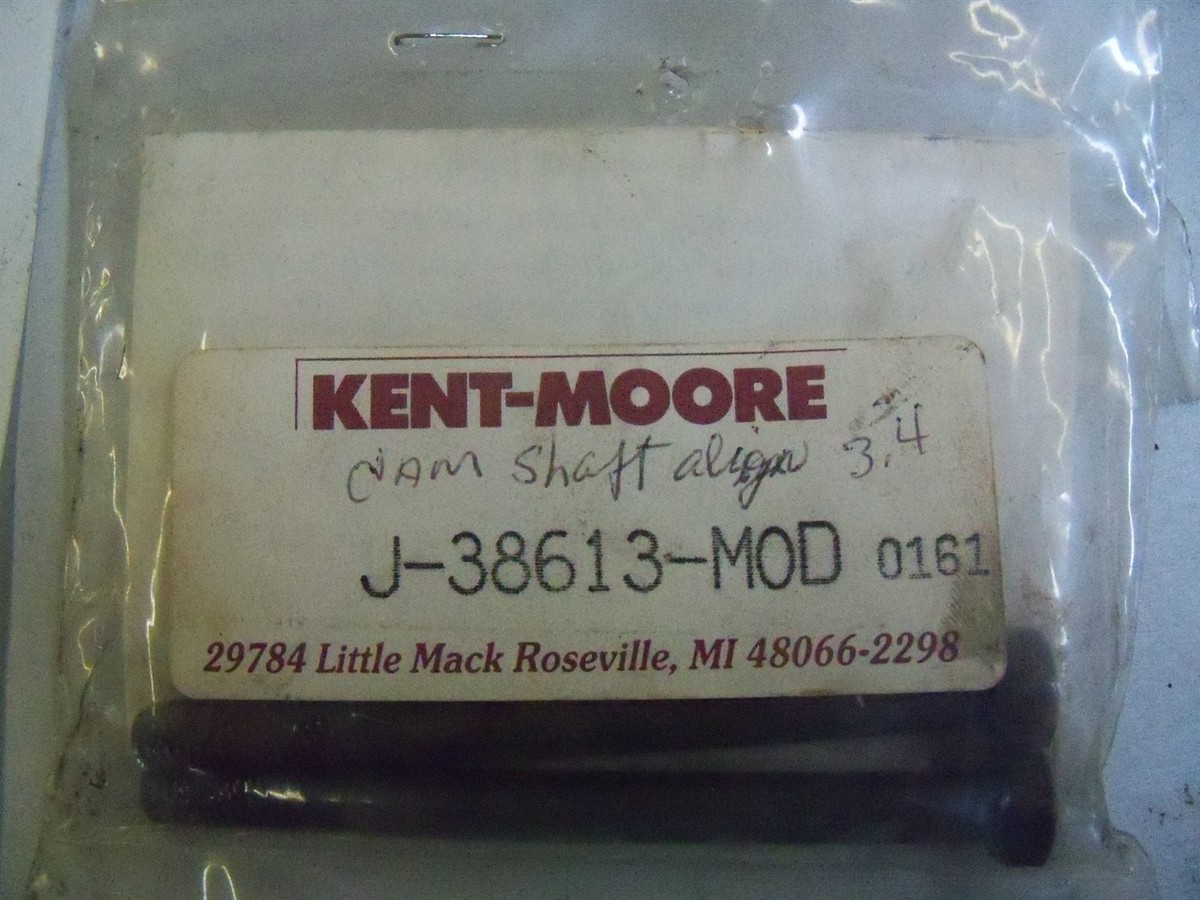 KENT-MOORE
CAM shaft align 3.4
J-38613-MOD 0161
29784 Little Mack Roseville, MI 48066-2298